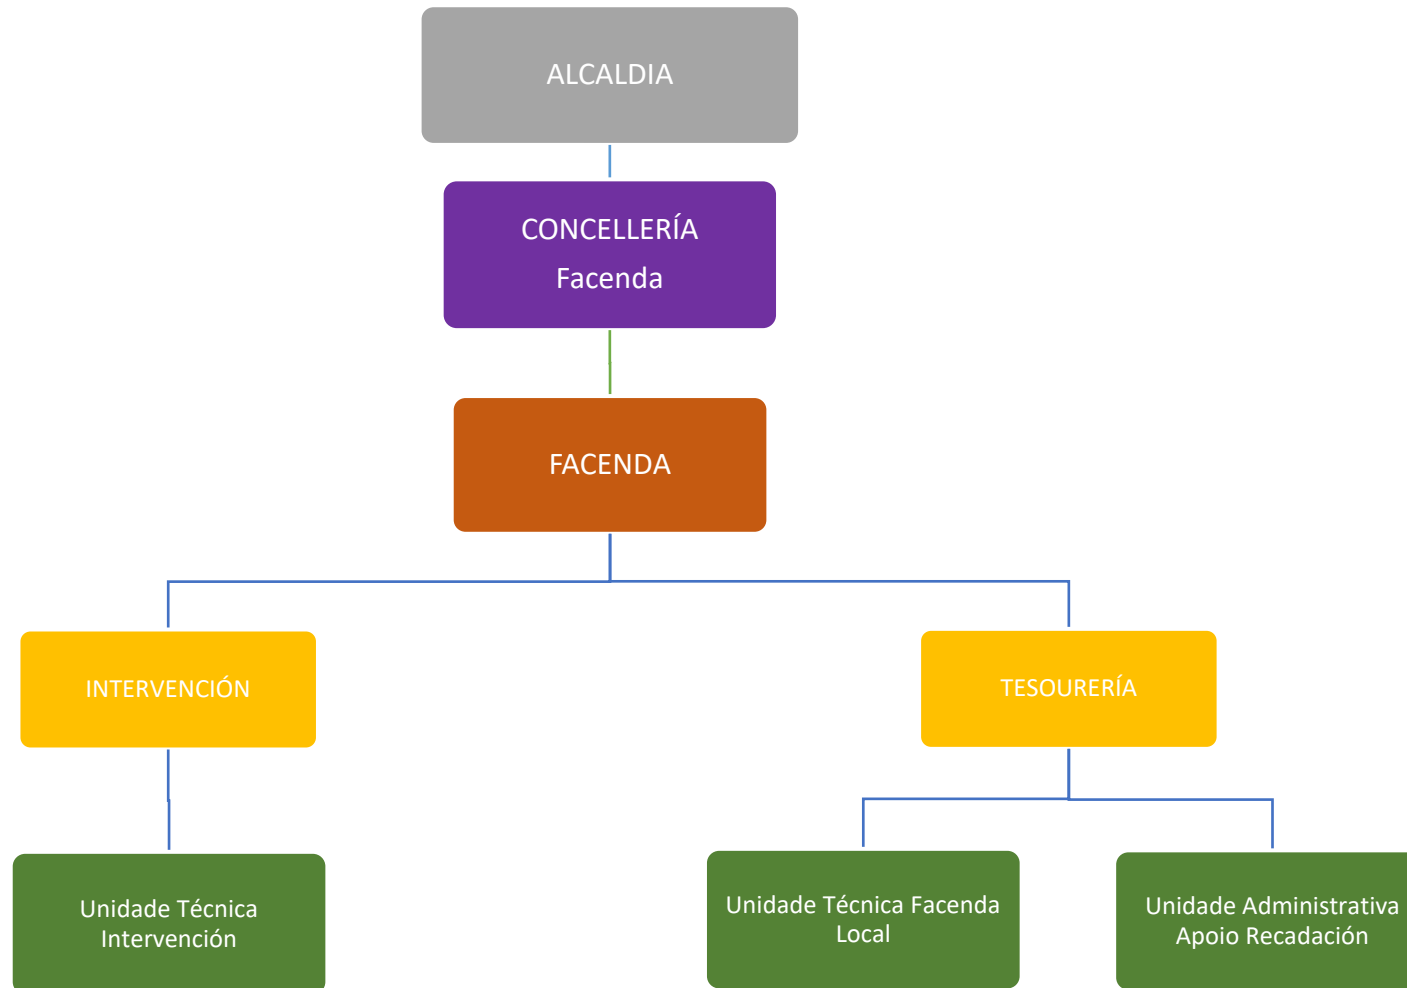 ALCALDIA
CONCELLERÍA
Facenda
FACENDA
INTERVENCIÓN
TESOURERÍA
Unidade Técnica
Intervención
Unidade Técnica Facenda
Local
Unidade Administrativa
Apoio Recadación